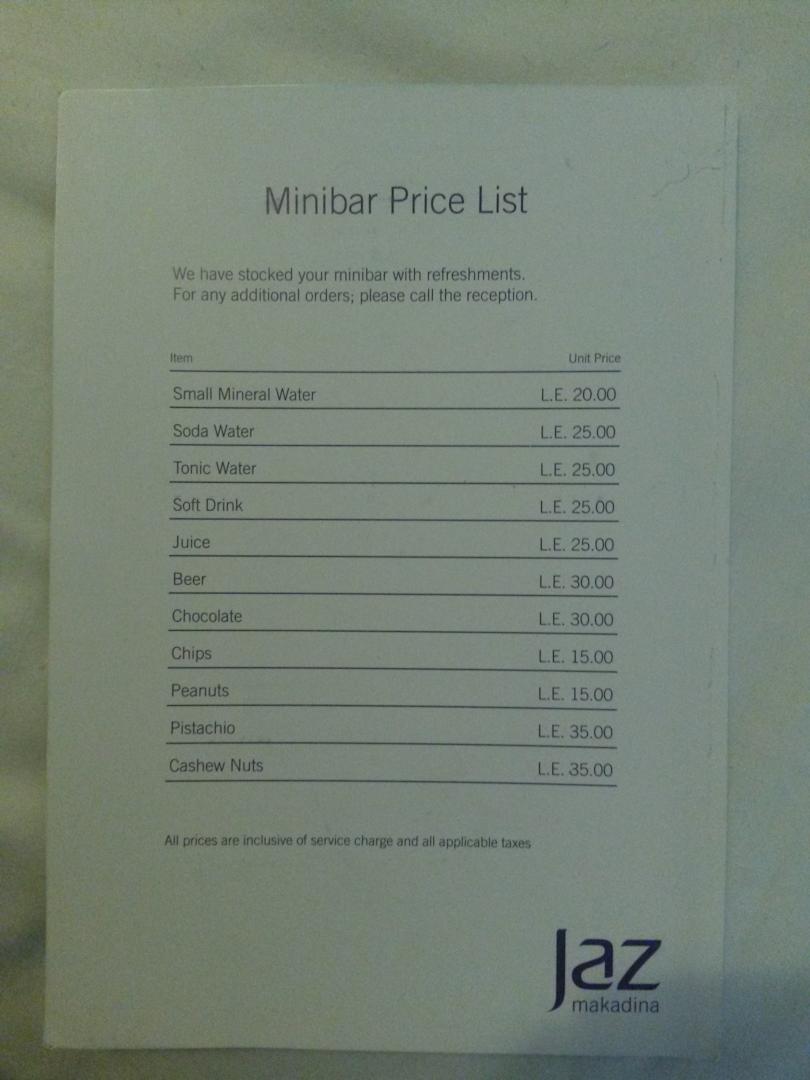 Minibar Price List
We have stocked your minibar with refreshments.
For any additional orders; please call the reception.
Item Unit Price
Small Mineral Water L.E. 20.00
Soda Water L.E. 25.00
Tonic Water L.E. 25.00
Soft Drink L.E. 25.00
Juice L.E. 25.00
Beer L.E. 30.00
Chocolate L.E. 30.00
Chips L.E. 15.00
Peanuts L.E. 15.00
Pistachio L.E. 35.00
Cashew Nuts L.E. 35.00
All prices are inclusive of service charge and all applicable taxes
Jaz
makadina